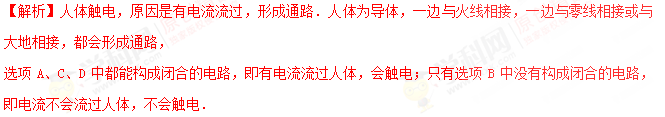 【解析】人体触电，原因是有电流流过，形成通路．人体为导体，一边与火线相接，一边与零线相接或与
大地相接，都会形成通路，
选项 A、C、D 中都能构成闭合的电路，即有电流流过人体，会触电；只有选项 B 中没有构成闭合的电路，
即电流不会流过人体，不会触电．